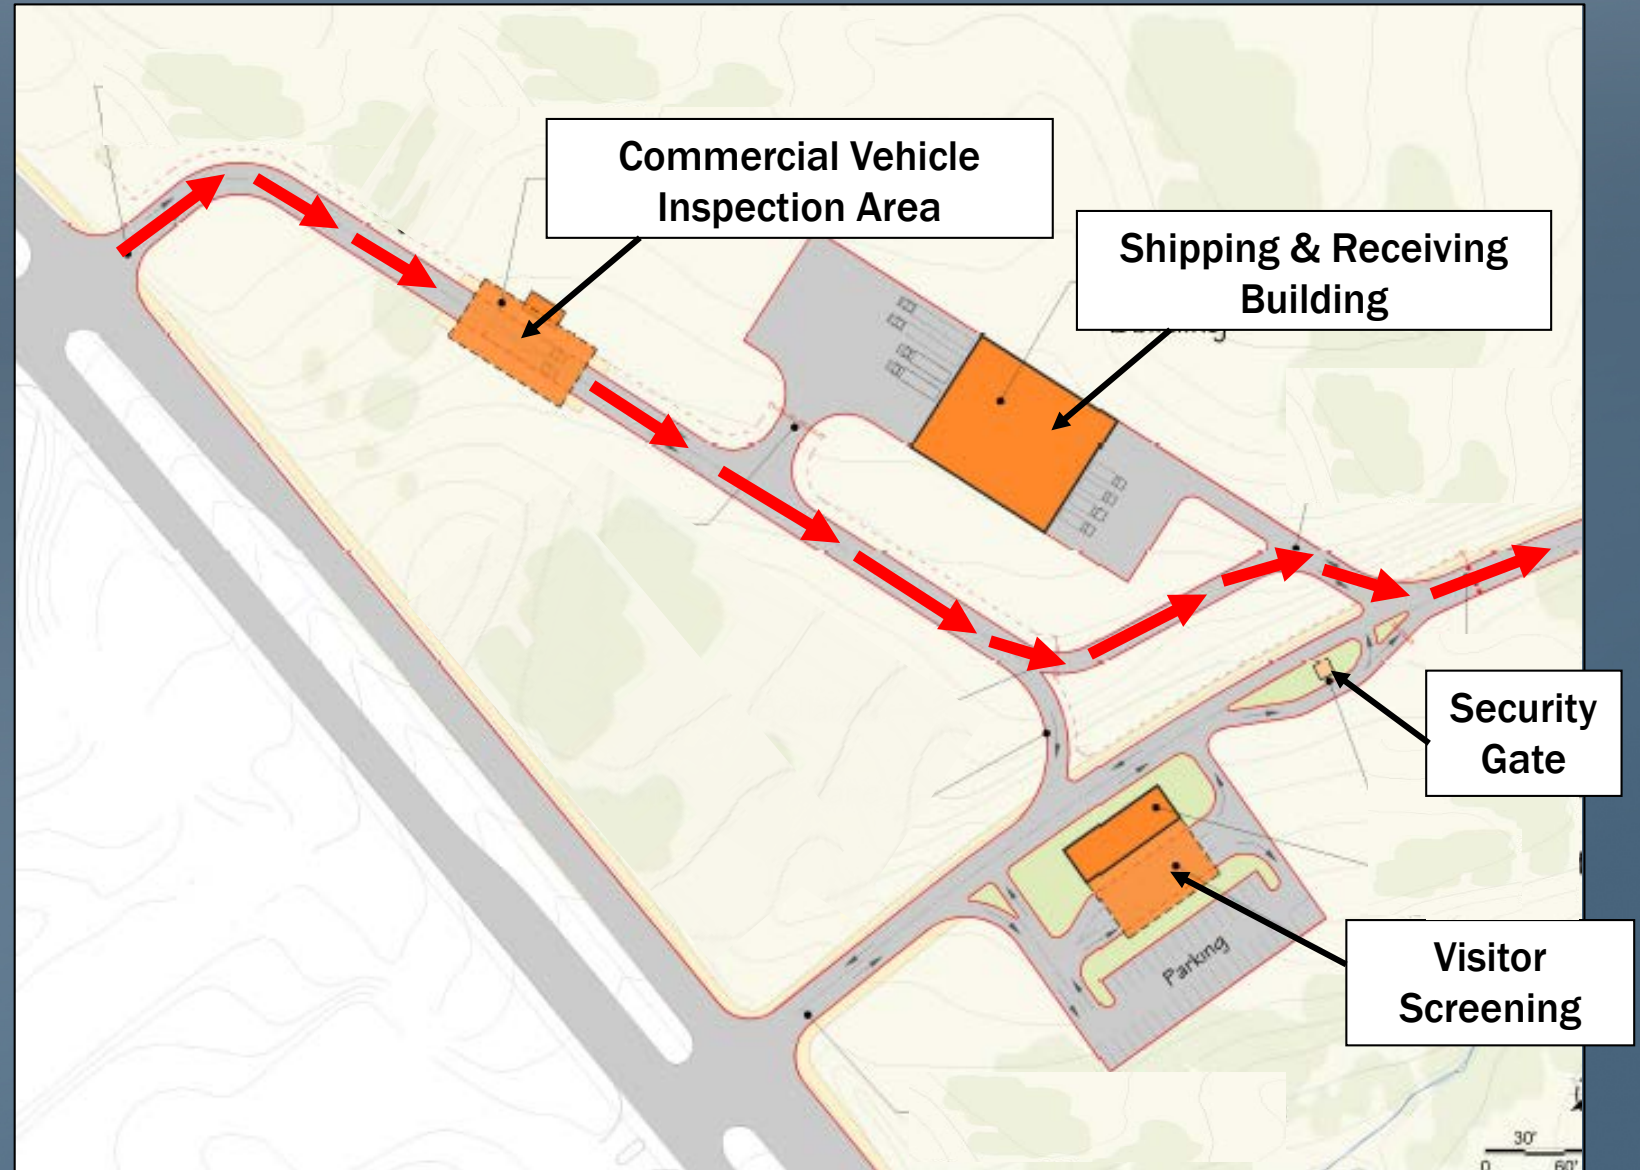 Commercial Vehicle
Inspection Area
Shipping & Receiving
Building
Security
Gate
Visitor
Screening
Parking
30'
0 60'